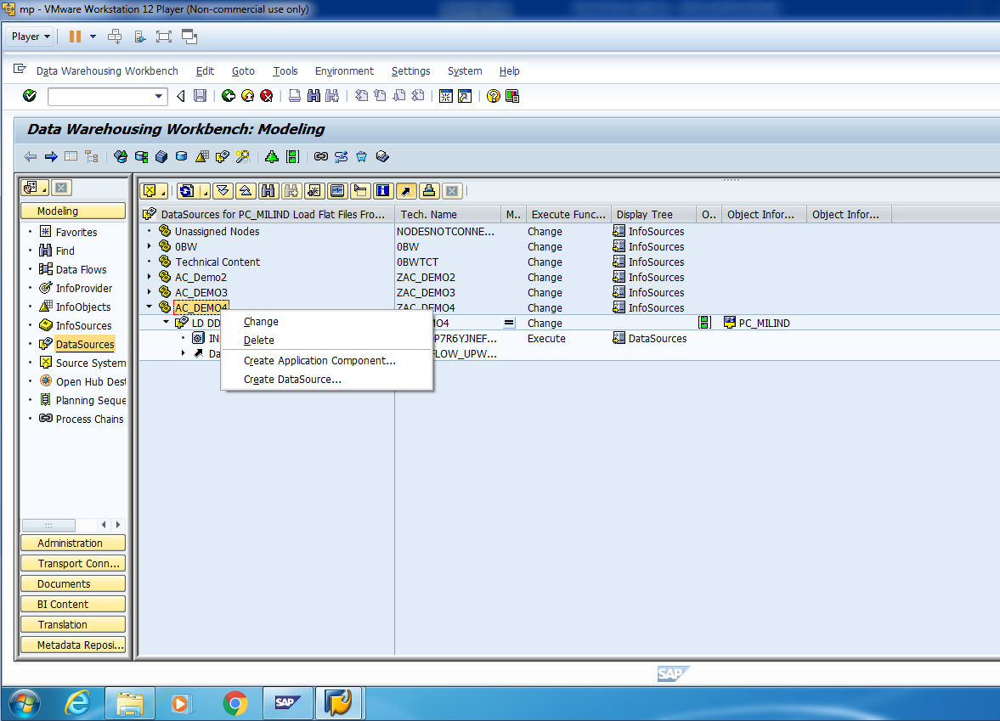 mp - VMware Workstation 12 Player (Non-commercial use only)
Player
Data Warehousing Workbench Edit Goto Tools Environment Settings System Help
Data Warehousing Workbench: Modeling
Modeling
Favorites
Find
Data Flows
InfoProvider
InfoObjects
InfoSources
DataSources
Source System
Open Hub Dest
Planning Seque
Process Chains
Administration
Transport Conn...
Documents
BI Content
Translation
Metadata Reposi...
DataSources for PC_MILIND Load Flat Files Fro... Tech. Name M.. Execute Func... Display Tree O.. Object Infor... Object Infor...
Unassigned Nodes NODESNOTCONNE... Change InfoSources
0BW 0BW Change InfoSources
Technical Content 0BWTCT Change InfoSources
AC_Demo2 ZAC_DEMO2 Change InfoSources
AC_DEMO3 ZAC_DEMO3 Change InfoSources
AC_DEMO4 ZAC_DEMO4 Change InfoSources
LD DD MO4 = Change PC_MILIND
IN P7R6YJNEF... Execute DataSources
Da FLOW_UPW...
Change
Delete
Create Application Component...
Create DataSource...
SAP
SAP